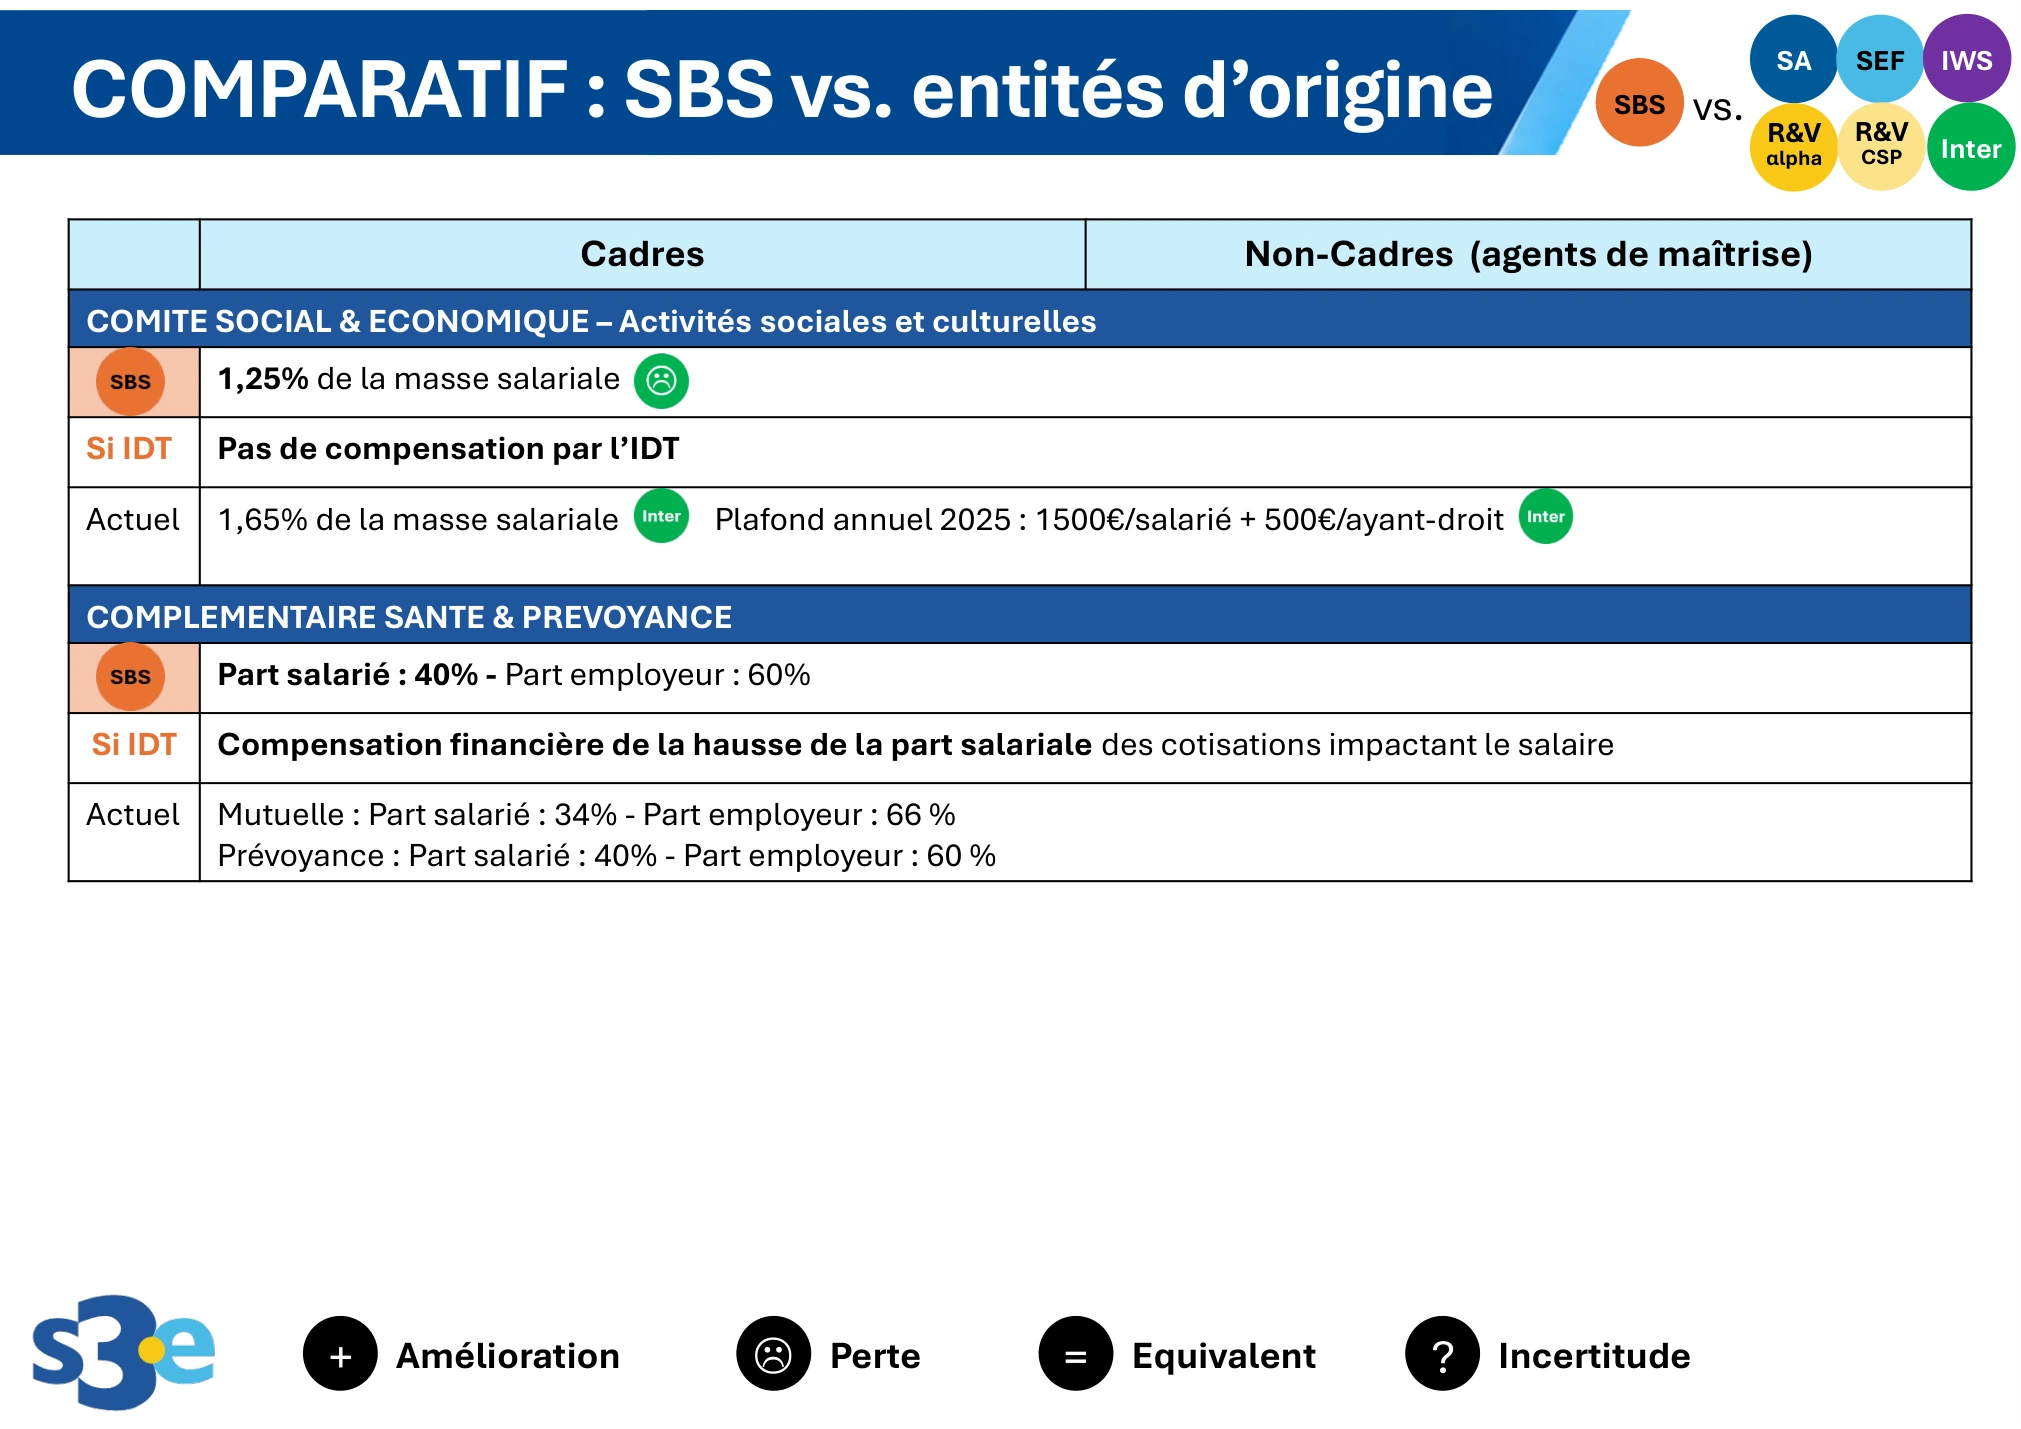 COMPARATIF : SBS vs. entités d’origine
SBS vs.
SA SEF IWS
R&V alpha R&V CSP Inter
Cadres Non-Cadres (agents de maîtrise)
COMITE SOCIAL & ECONOMIQUE – Activités sociales et culturelles
SBS 1,25% de la masse salariale
Si IDT Pas de compensation par l’IDT
Actuel 1,65% de la masse salariale Inter Plafond annuel 2025 : 1500€/salarié + 500€/ayant-droit Inter
COMPLEMENTAIRE SANTE & PREVOYANCE
SBS Part salarié : 40% - Part employeur : 60%
Si IDT Compensation financière de la hausse de la part salariale des cotisations impactant le salaire
Actuel Mutuelle : Part salarié : 34% - Part employeur : 66 %
Prévoyance : Part salarié : 40% - Part employeur : 60 %
s3e + Amélioration Perte = Equivalent ? Incertitude